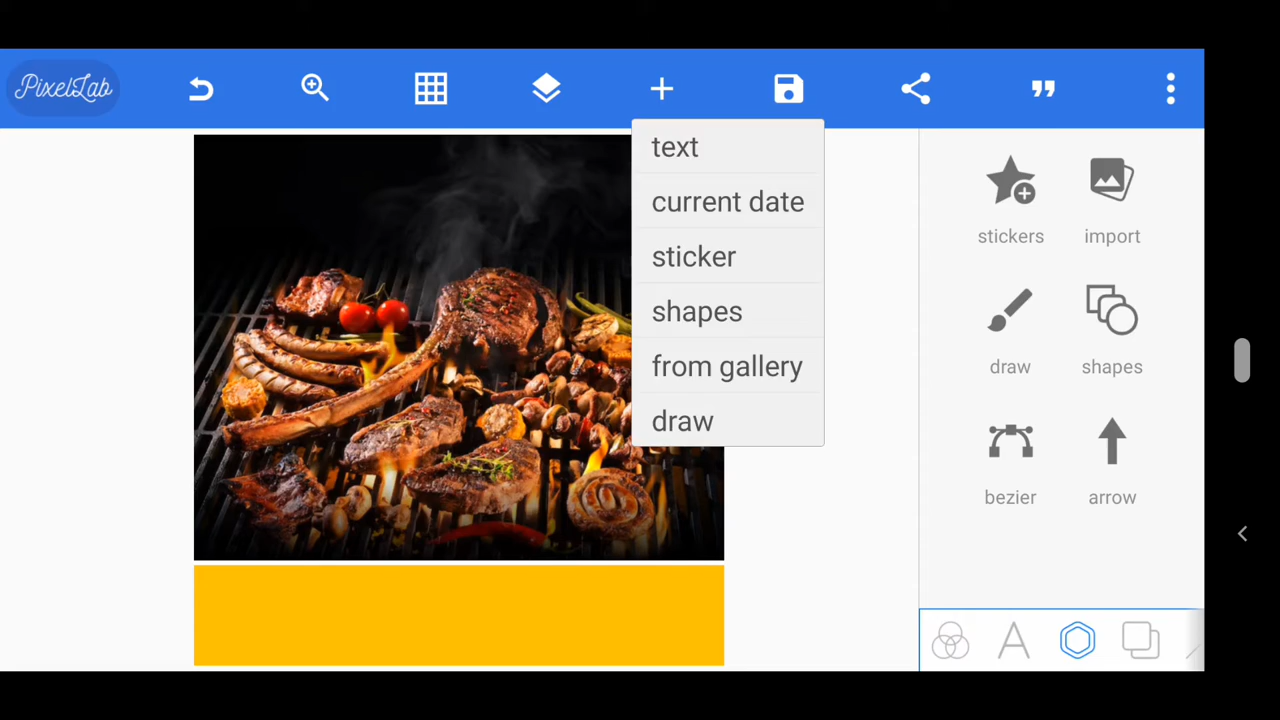 PixelLab
text
current date
sticker
shapes
from gallery
draw
stickers
import
draw
shapes
bezier
arrow
A